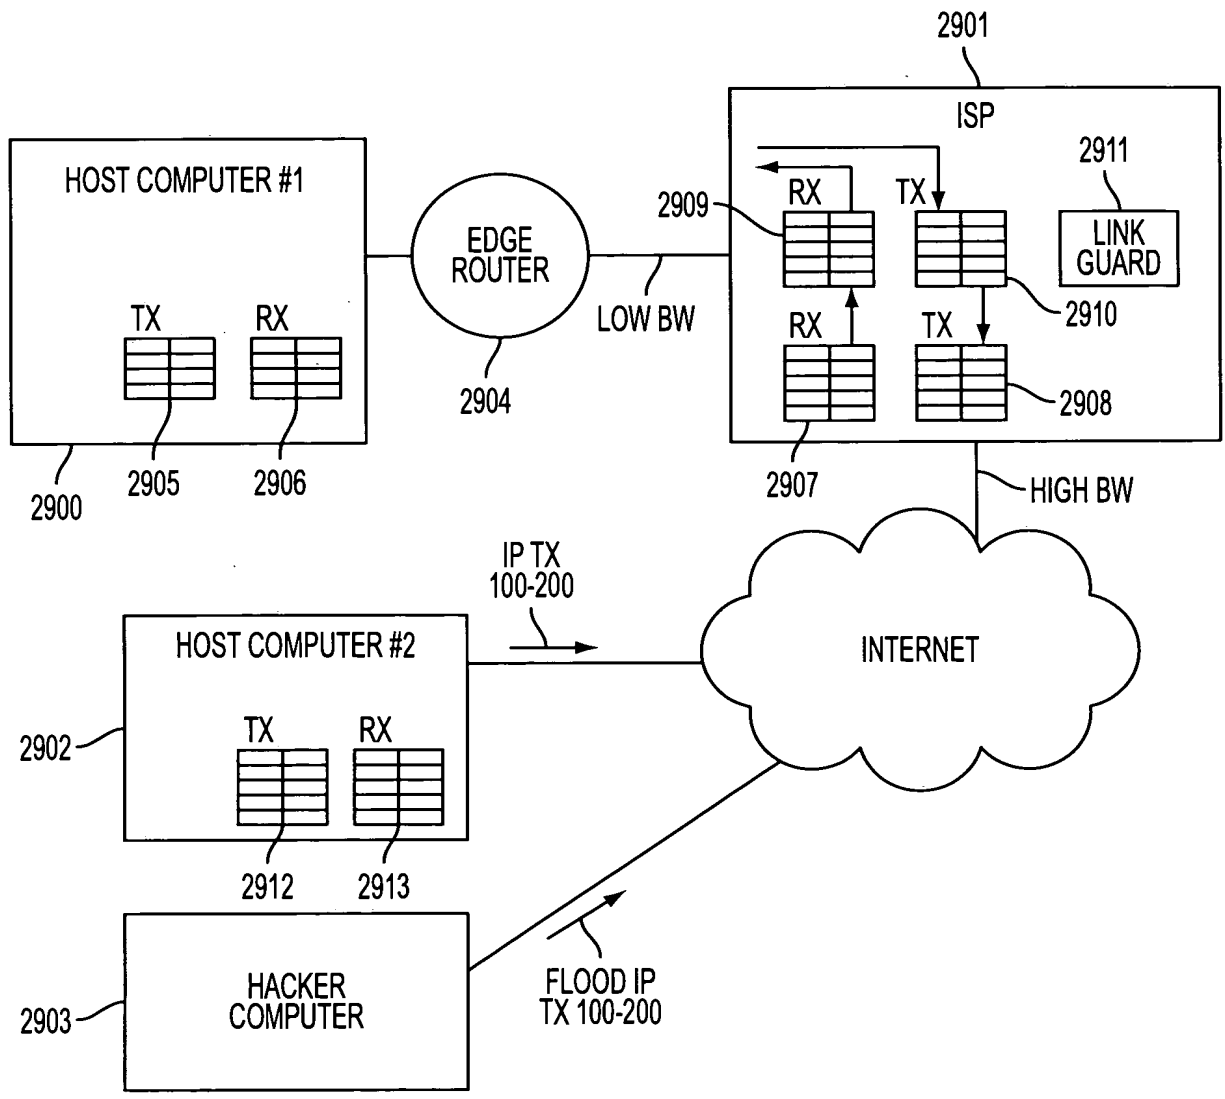 2901
ISP
HOST COMPUTER #1
2911
RX
TX
2909
LINK
GUARD
EDGE
ROUTER
LOW BW
2910
TX
RX
RX
TX
2904
2908
2905
2906
2907
2900
HIGH BW
IP TX
100-200
HOST COMPUTER #2
INTERNET
TX
RX
2902
2912
2913
HACKER
COMPUTER
FLOOD IP
TX 100-200
2903